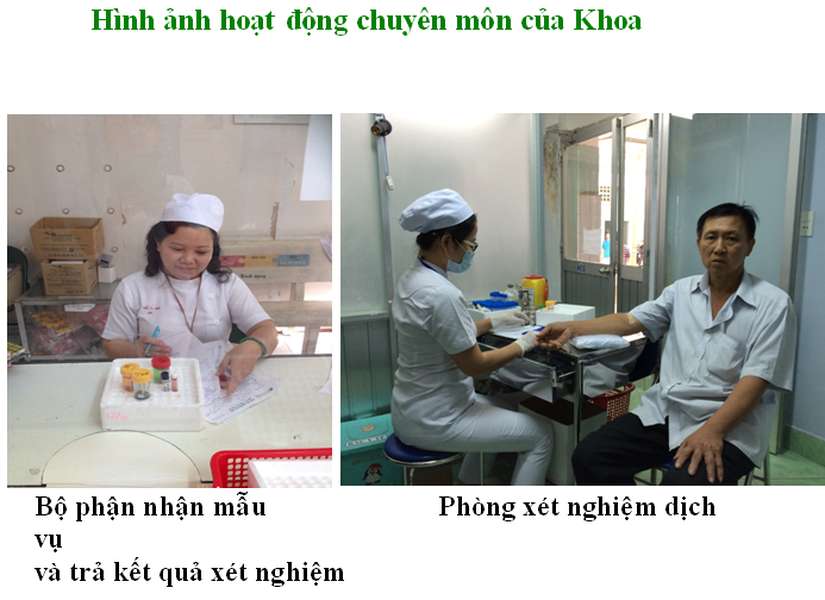 Hình ảnh hoạt động chuyên môn của Khoa
Bộ phận nhận mẫu
vụ
và trả kết quả xét nghiệm
Phòng xét nghiệm dịch